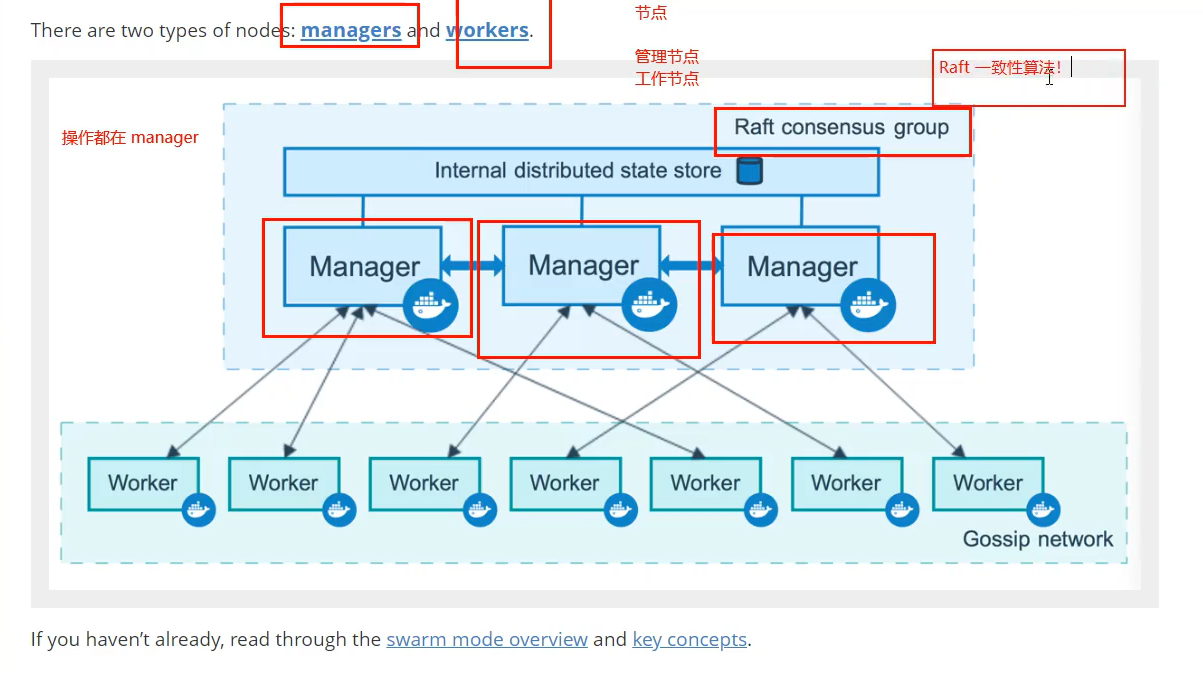 节点
There are two types of nodes: managers and workers.
管理节点
工作节点
Raft 一致性算法！
操作都在 manager
Raft consensus group
Internal distributed state store
Manager
Manager
Manager
Worker
Worker
Worker
Worker
Worker
Worker
Worker
Gossip network
If you haven’t already, read through the swarm mode overview and key concepts.